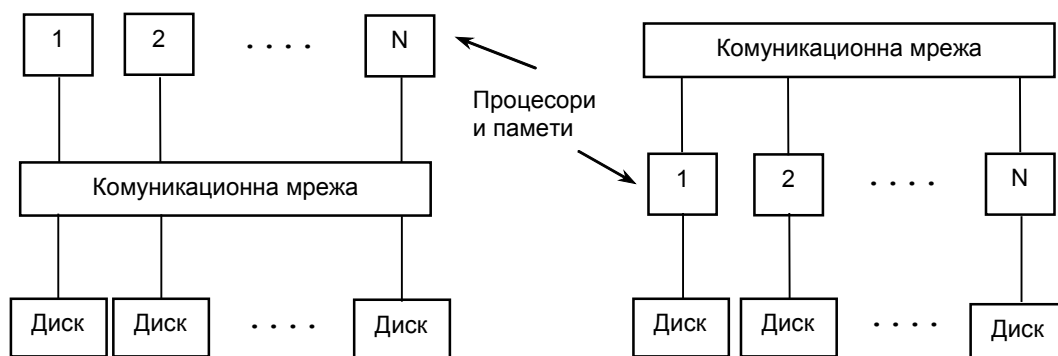 1 2 . . . . N
Комуникационна мрежа
Диск Диск . . . . Диск
Процесори
и памети
Комуникационна мрежа
1 2 . . . . N
Диск Диск . . . . Диск